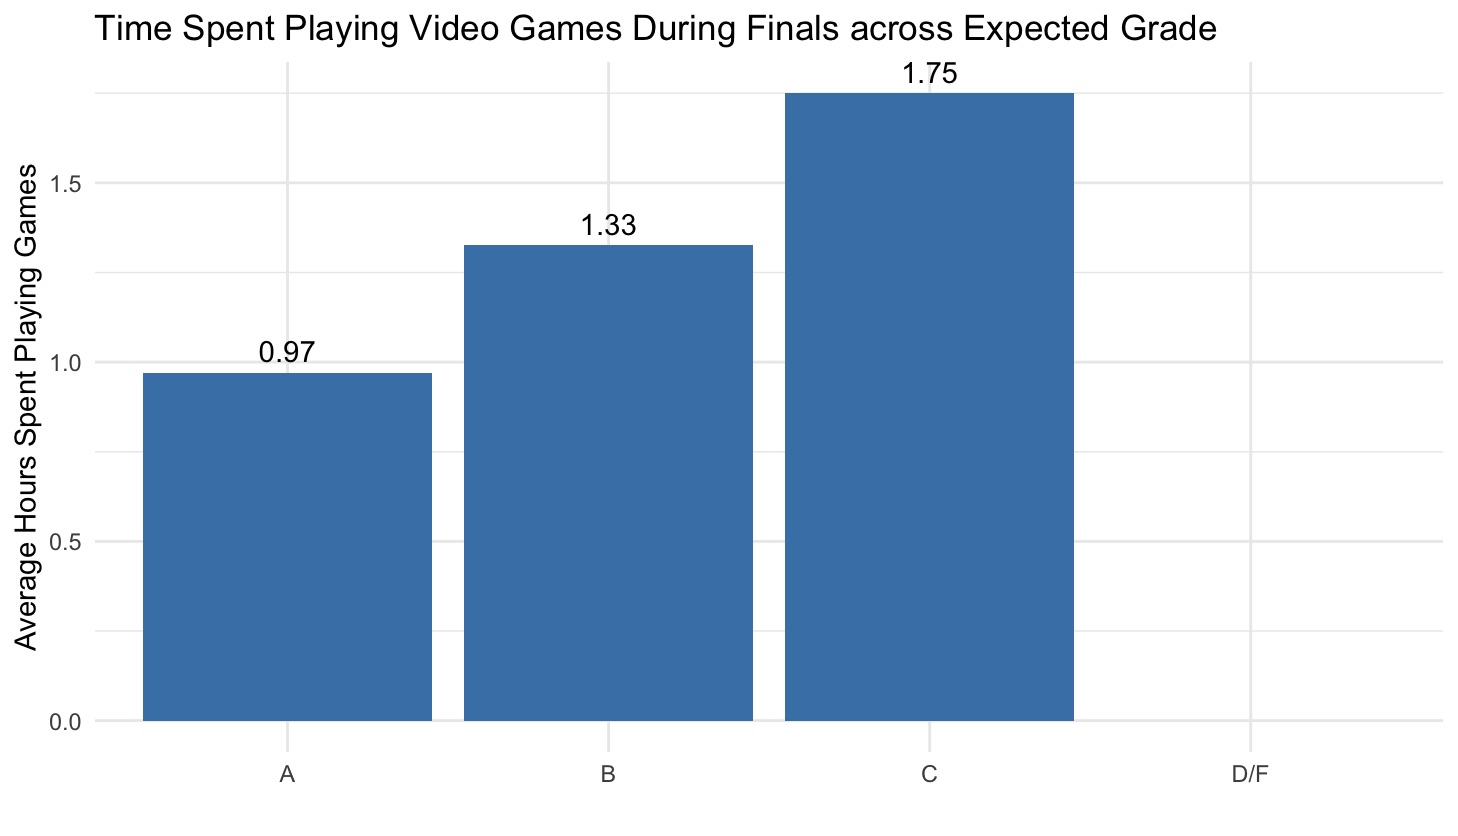 Time Spent Playing Video Games During Finals across Expected Grade
1.75
1.33
0.97
Average Hours Spent Playing Games
1.5
1.0
0.5
0.0
A
B
C
D/F